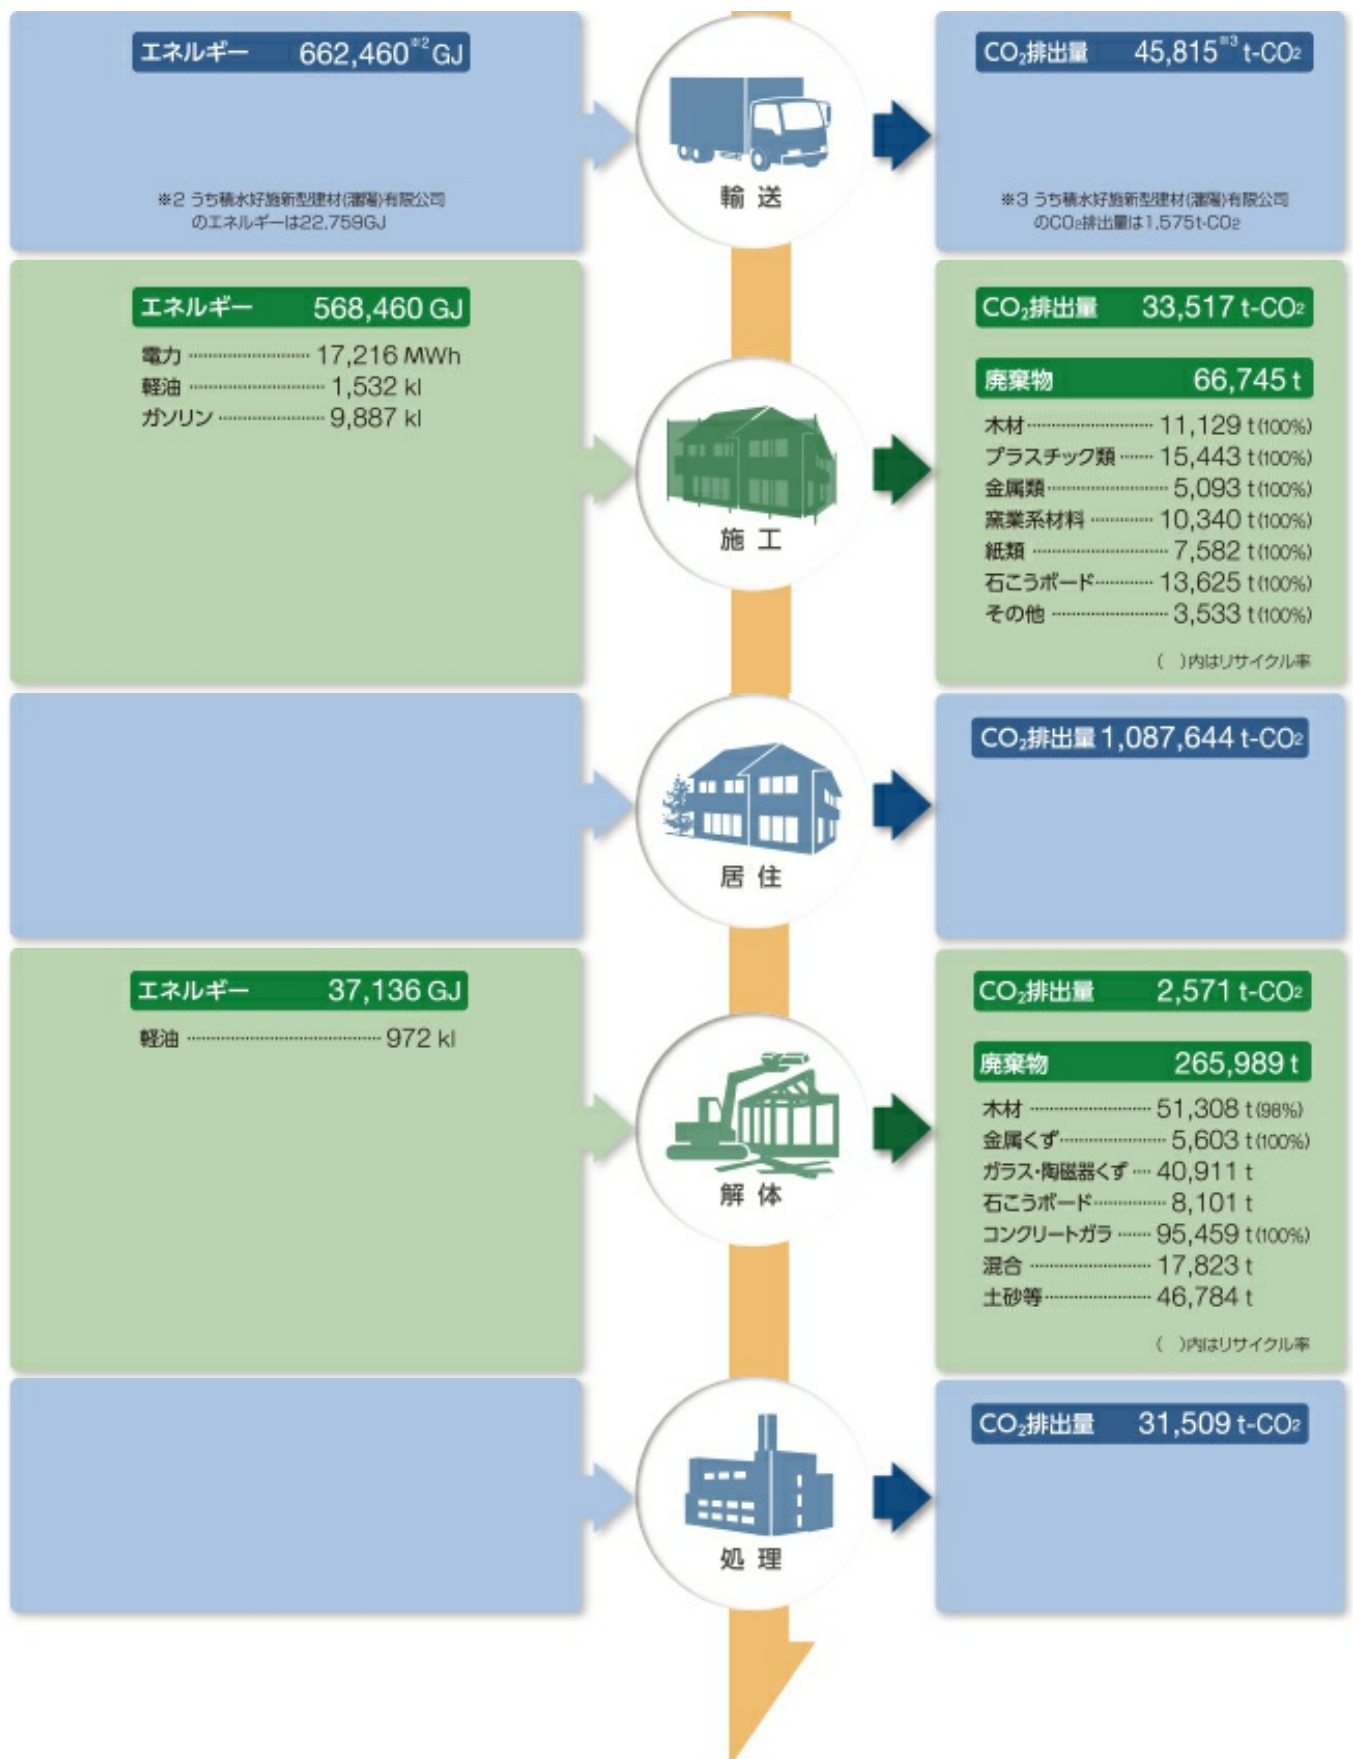 エネルギー 662,460※2 GJ
※2 うち積水好施新型建材(瀋陽)有限公司
のエネルギーは22,759GJ
輸送
CO2排出量 45,815※3 t-CO2
※3 うち積水好施新型建材(瀋陽)有限公司
のCO2排出量は1,575t-CO2
エネルギー 568,460 GJ
電力 17,216 MWh
軽油 1,532 kl
ガソリン 9,887 kl
施工
CO2排出量 33,517 t-CO2
廃棄物 66,745 t
木材 11,129 t(100%)
プラスチック類 15,443 t(100%)
金属類 5,093 t(100%)
窯業系材料 10,340 t(100%)
紙類 7,582 t(100%)
石こうボード 13,625 t(100%)
その他 3,533 t(100%)
( )内はリサイクル率
居住
CO2排出量 1,087,644 t-CO2
エネルギー 37,136 GJ
軽油 972 kl
解体
CO2排出量 2,571 t-CO2
廃棄物 265,989 t
木材 51,308 t(98%)
金属くず 5,603 t(100%)
ガラス・陶磁器くず 40,911 t
石こうボード 8,101 t
コンクリートガラ 95,459 t(100%)
混合 17,823 t
土砂等 46,784 t
( )内はリサイクル率
処理
CO2排出量 31,509 t-CO2